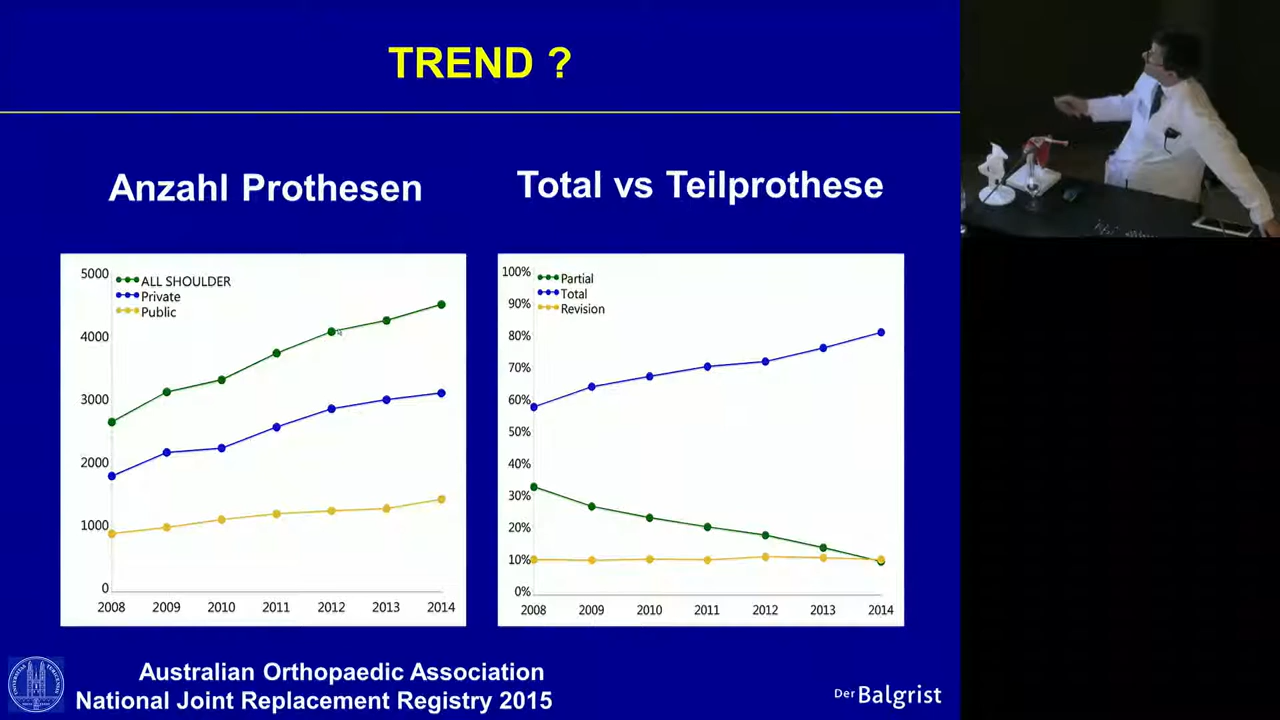 TREND ?
Anzahl Prothesen
Total vs Teilprothese
5000
4000
3000
2000
1000
0
ALL SHOULDER
Private
Public
2008 2009 2010 2011 2012 2013 2014
100%
90%
80%
70%
60%
50%
40%
30%
20%
10%
0%
Partial
Total
Revision
2008 2009 2010 2011 2012 2013 2014
Australian Orthopaedic Association
National Joint Replacement Registry 2015
Der Balgrist